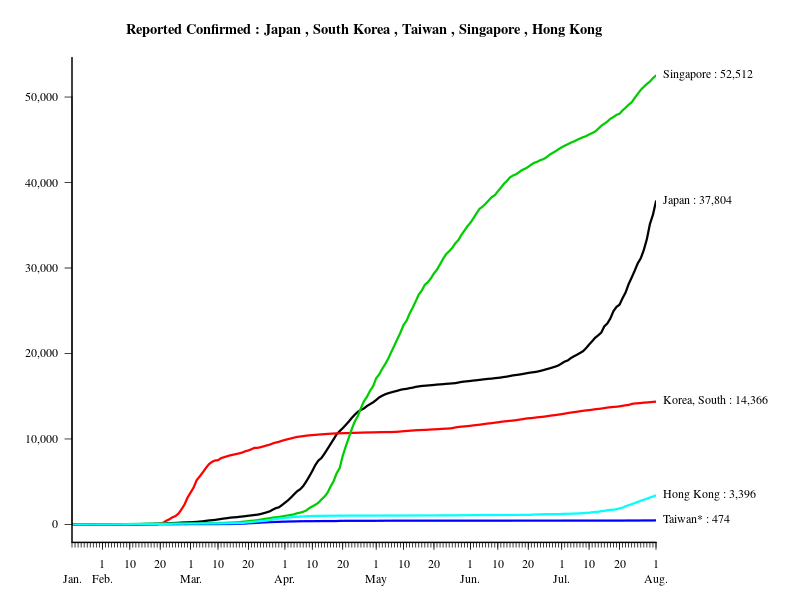 Reported Confirmed : Japan , South Korea , Taiwan , Singapore , Hong Kong
Singapore : 52,512
50,000
40,000
Japan : 37,804
30,000
20,000
Korea, South : 14,366
10,000
Hong Kong : 3,396
Taiwan* : 474
0
1 10 20 1 10 20 1 10 20 1 10 20 1 10 20 1 10 20 1
Jan. Feb. Mar. Apr. May Jun. Jul. Aug.